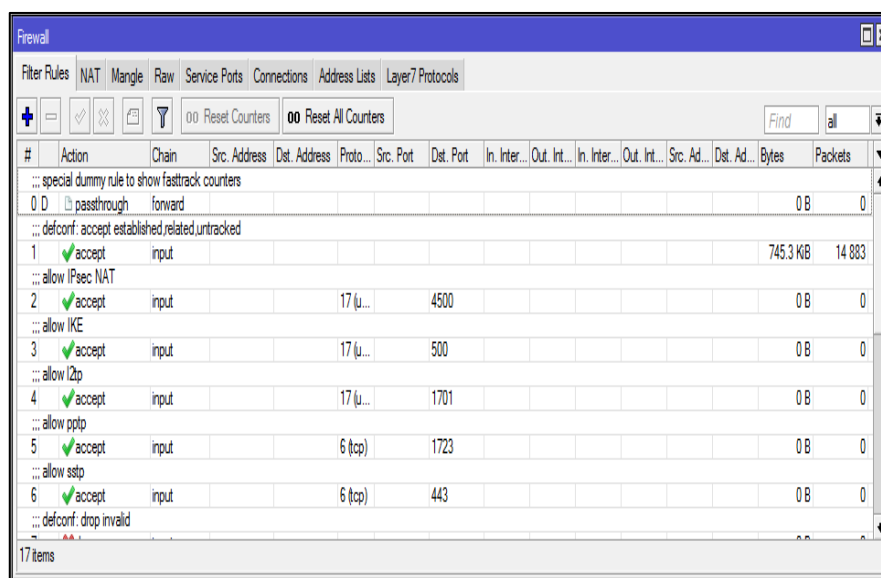 Firewall
Filter Rules NAT Mangle Raw Service Ports Connections Address Lists Layer7 Protocols
00 Reset Counters 00 Reset All Counters Find all
# Action Chain Src. Address Dst. Address Proto... Src. Port Dst. Port In. Inter... Out. Int... In. Inter... Out. Int... Src. Ad... Dst. Ad... Bytes Packets
;;; special dummy rule to show fasttrack counters
0 D passthrough forward 0 B 0
;;; defconf: accept established,related,untracked
1 accept input 745.3 KiB 14 883
;;; allow IPsec NAT
2 accept input 17 (u... 4500 0 B 0
;;; allow IKE
3 accept input 17 (u... 500 0 B 0
;;; allow l2tp
4 accept input 17 (u... 1701 0 B 0
;;; allow pptp
5 accept input 6 (tcp) 1723 0 B 0
;;; allow sstp
6 accept input 6 (tcp) 443 0 B 0
;;; defconf: drop invalid
17 items